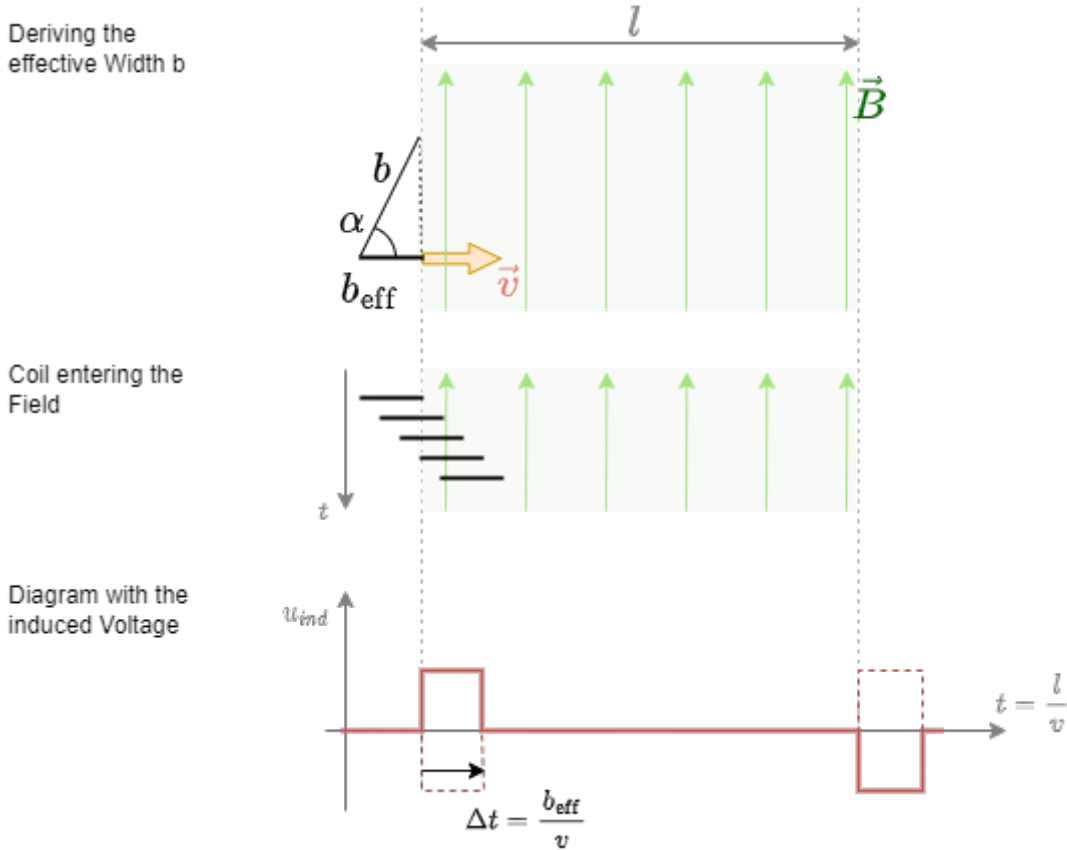 Deriving the
effective Width b
l
B⃗
b
α
b_eff
v⃗
Coil entering the
Field
t
Diagram with the
induced Voltage
u_ind
t = l/v
Δt = b_eff/v